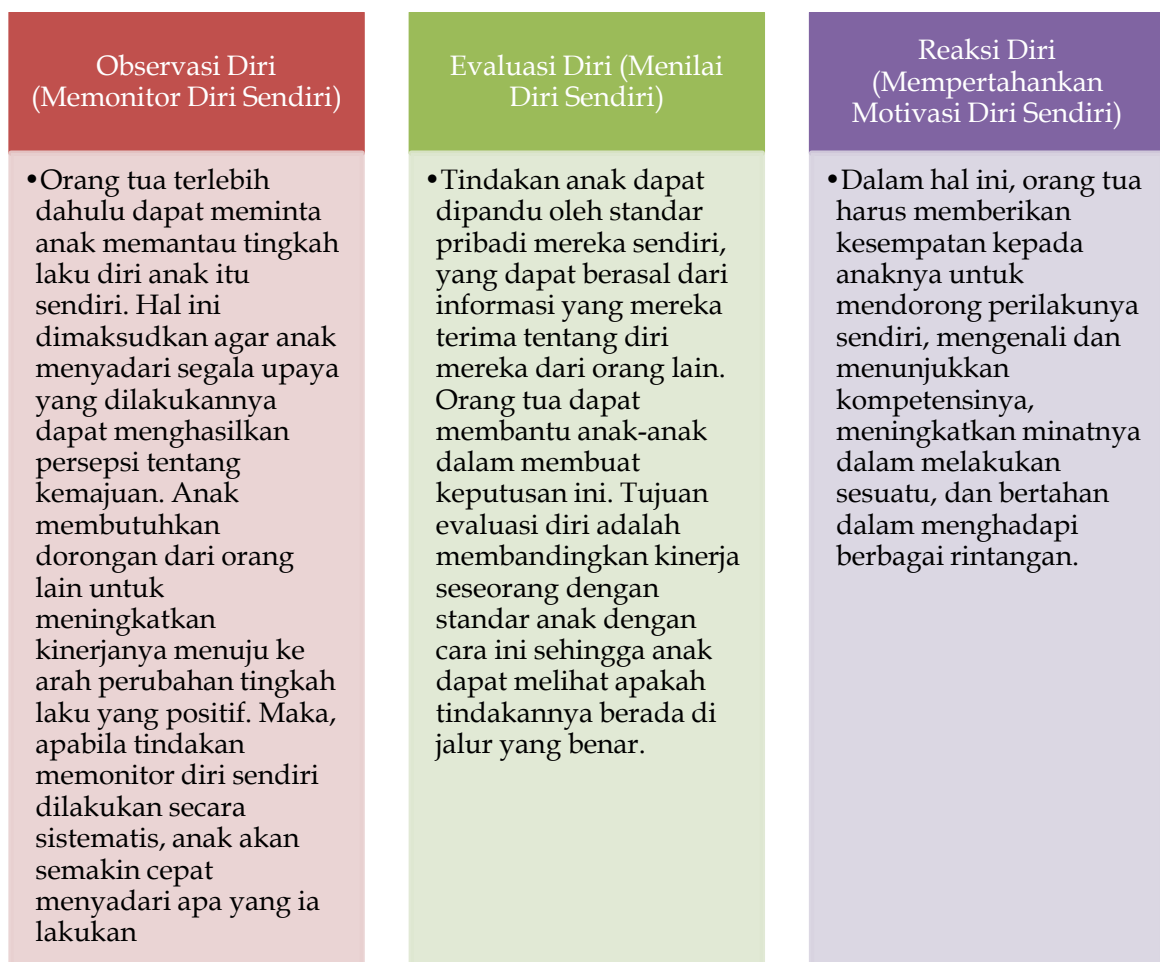 Observasi Diri
(Memonitor Diri Sendiri)
•Orang tua terlebih
dahulu dapat meminta
anak memantau tingkah
laku diri anak itu
sendiri. Hal ini
dimaksudkan agar anak
menyadari segala upaya
yang dilakukannya
dapat menghasilkan
persepsi tentang
kemajuan. Anak
membutuhkan
dorongan dari orang
lain untuk
meningkatkan
kinerjanya menuju ke
arah perubahan tingkah
laku yang positif. Maka,
apabila tindakan
memonitor diri sendiri
dilakukan secara
sistematis, anak akan
semakin cepat
menyadari apa yang ia
lakukan
Evaluasi Diri (Menilai
Diri Sendiri)
•Tindakan anak dapat
dipandu oleh standar
pribadi mereka sendiri,
yang dapat berasal dari
informasi yang mereka
terima tentang diri
mereka dari orang lain.
Orang tua dapat
membantu anak-anak
dalam membuat
keputusan ini. Tujuan
evaluasi diri adalah
membandingkan kinerja
seseorang dengan
standar anak dengan
cara ini sehingga anak
dapat melihat apakah
tindakannya berada di
jalur yang benar.
Reaksi Diri
(Mempertahankan
Motivasi Diri Sendiri)
•Dalam hal ini, orang tua
harus memberikan
kesempatan kepada
anaknya untuk
mendorong perilakunya
sendiri, mengenali dan
menunjukkan
kompetensinya,
meningkatkan minatnya
dalam melakukan
sesuatu, dan bertahan
dalam menghadapi
berbagai rintangan.